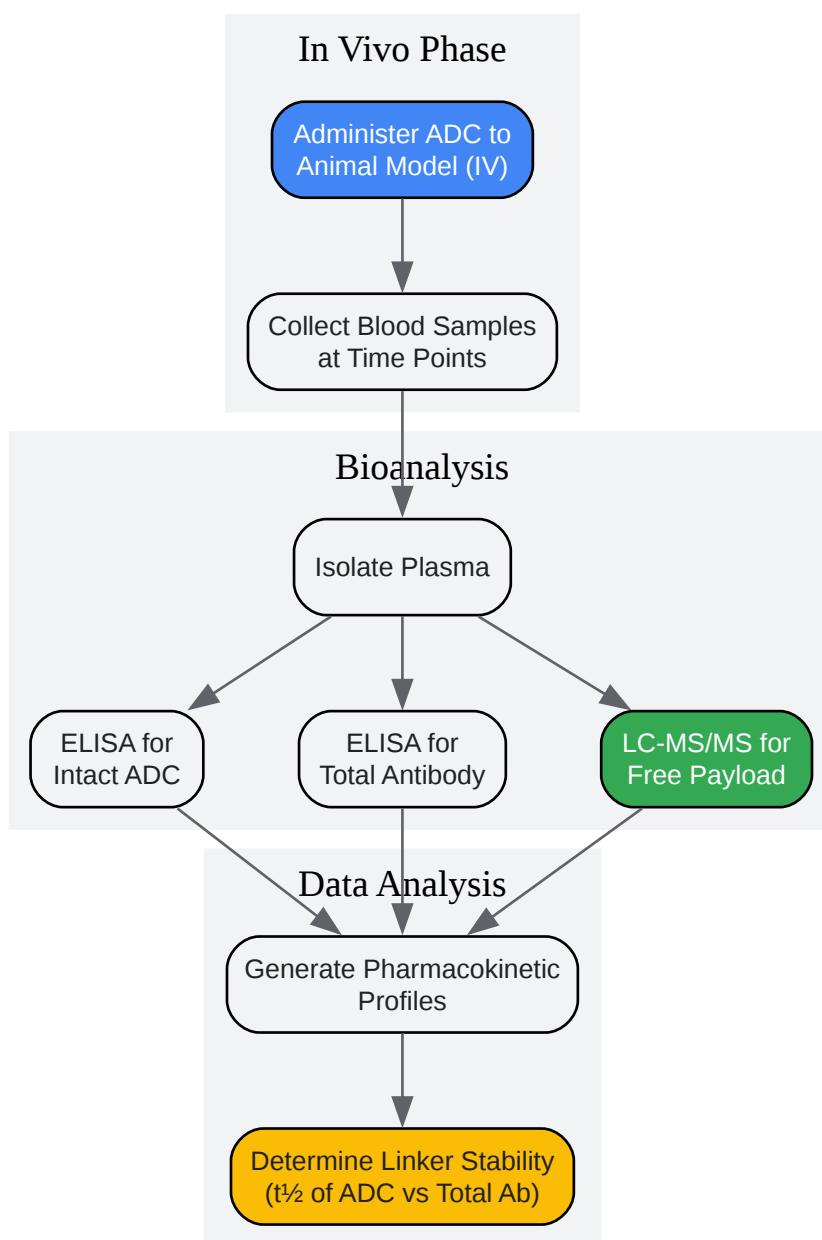 In Vivo Phase
Administer ADC to
Animal Model (IV)
Collect Blood Samples
at Time Points
Bioanalysis
Isolate Plasma
ELISA for
Intact ADC
ELISA for
Total Antibody
LC-MS/MS for
Free Payload
Data Analysis
Generate Pharmacokinetic
Profiles
Determine Linker Stability
(t½ of ADC vs Total Ab)